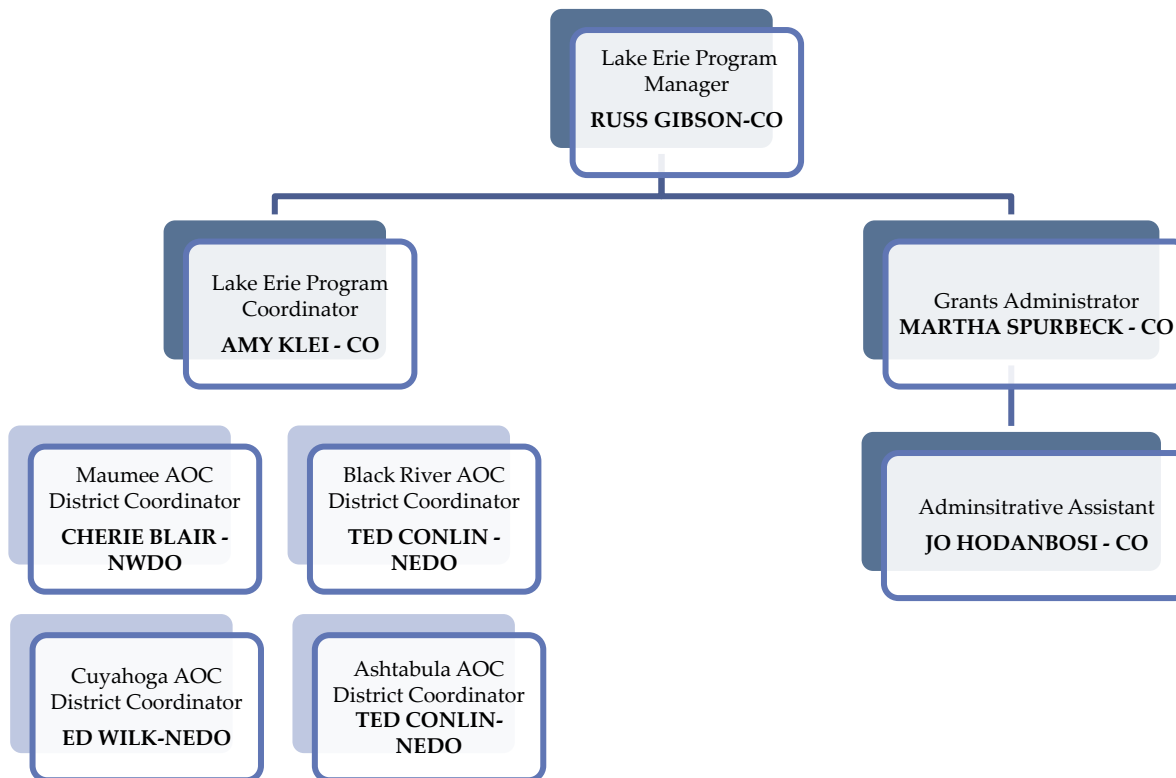 Lake Erie Program
Manager
RUSS GIBSON-CO
Lake Erie Program
Coordinator
AMY KLEI - CO
Grants Administrator
MARTHA SPURBECK - CO
Maumee AOC
District Coordinator
CHERIE BLAIR -
NWDO
Black River AOC
District Coordinator
TED CONLIN -
NEDO
Adminsitrative Assistant
JO HODANBOSI - CO
Cuyahoga AOC
District Coordinator
ED WILK-NEDO
Ashtabula AOC
District Coordinator
TED CONLIN-
NEDO